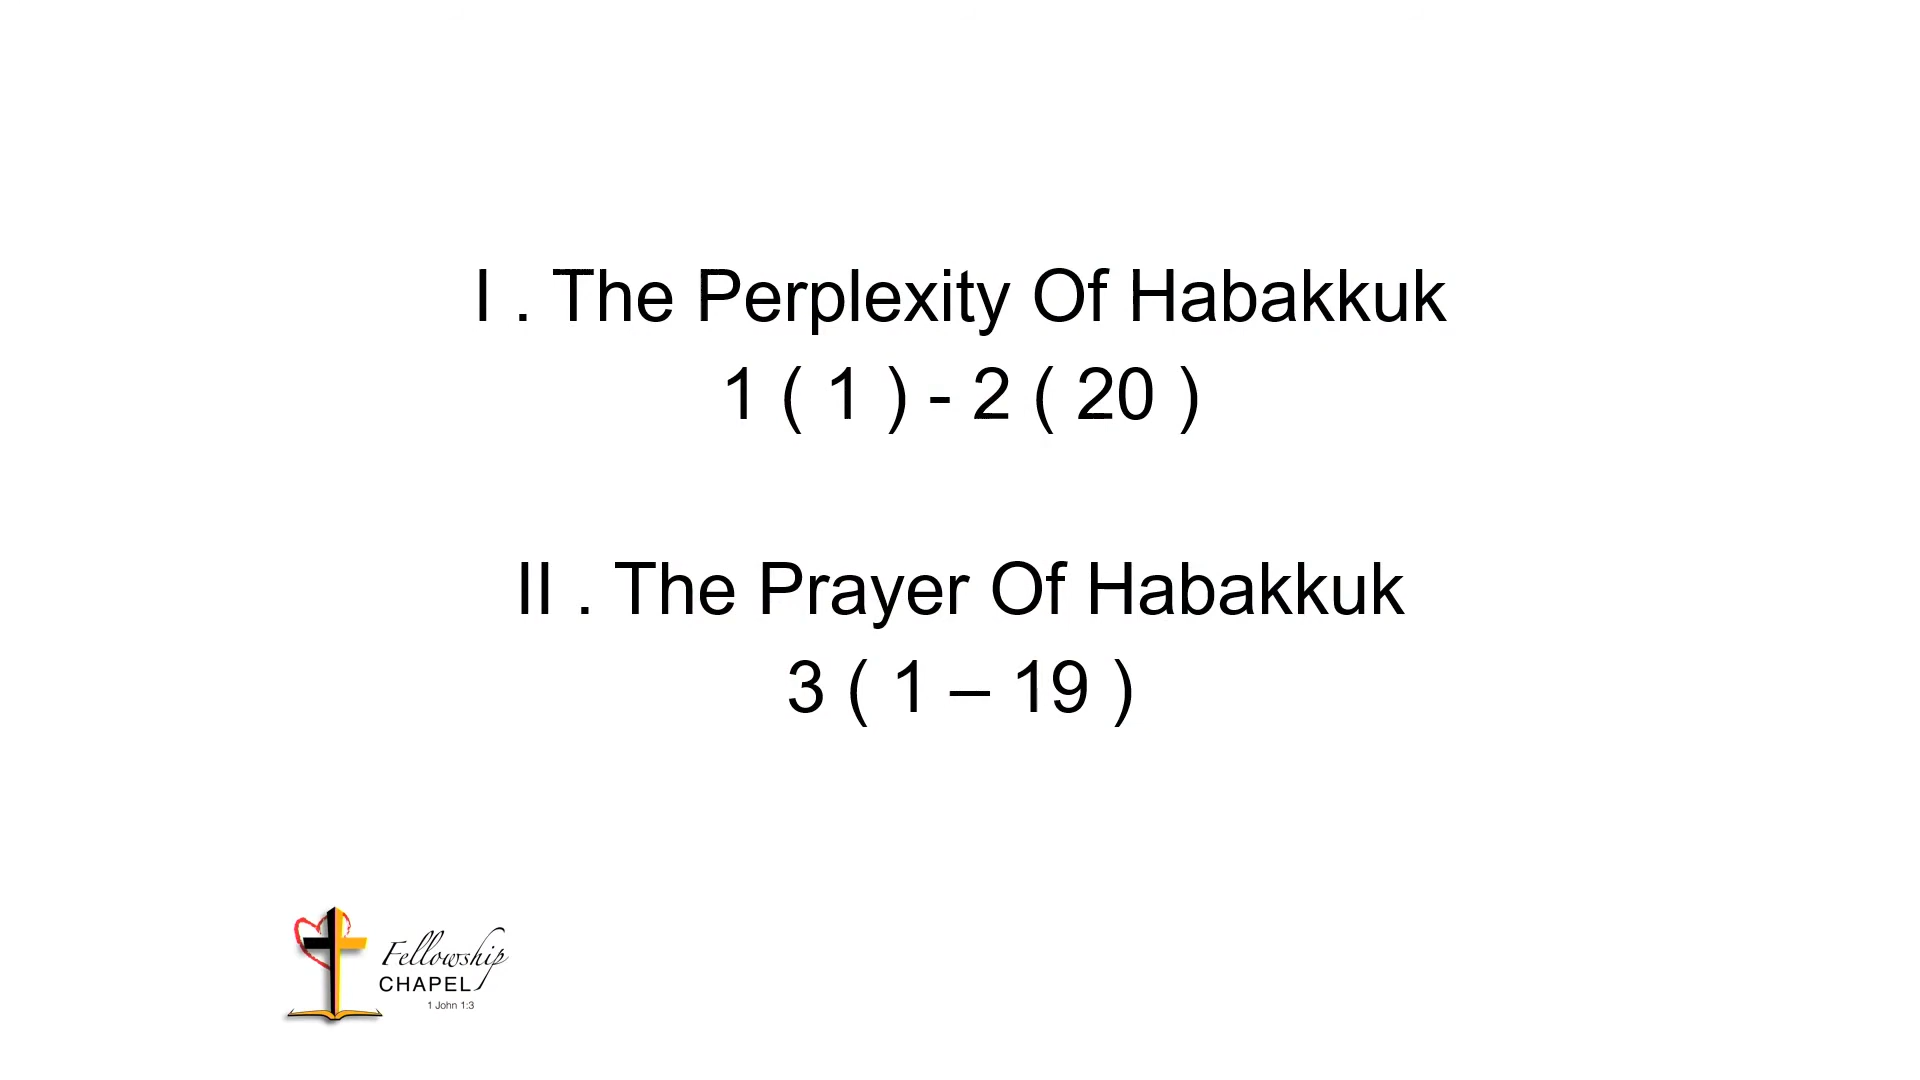 I . The Perplexity Of Habakkuk
1 ( 1 ) - 2 ( 20 )
II . The Prayer Of Habakkuk
3 ( 1 – 19 )
Fellowship
CHAPEL
1 John 1:3